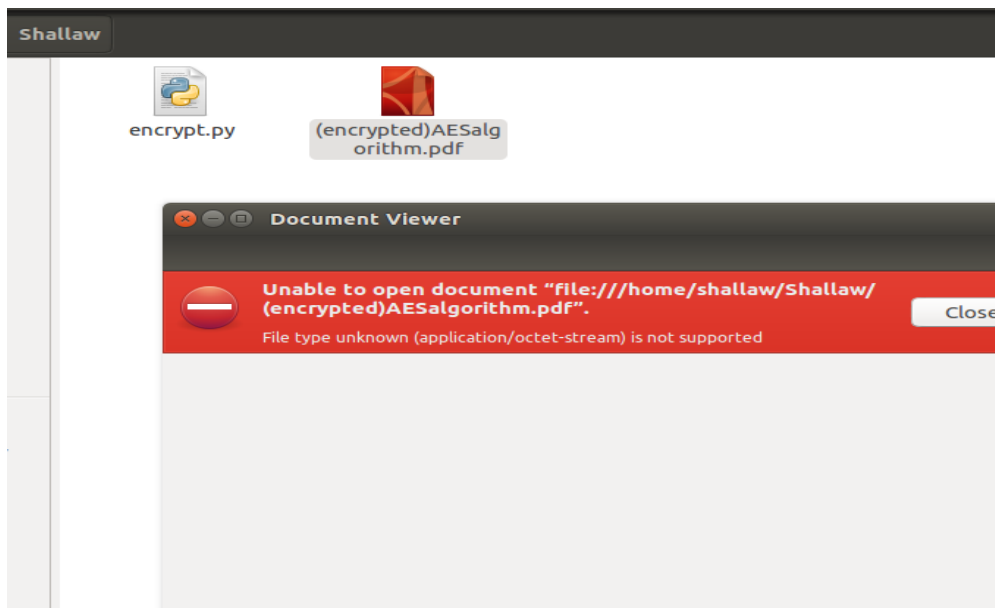 Shallaw
encrypt.py
(encrypted)AESalg
orithm.pdf
Document Viewer
Unable to open document “file:///home/shallaw/Shallaw/
(encrypted)AESalgorithm.pdf”.
Close
File type unknown (application/octet-stream) is not supported